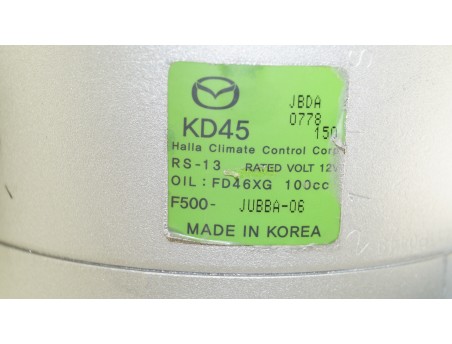 JBDA
0778
KD45 150
Halla Climate Control Corp
RS-13 RATED VOLT 12V
OIL: FD46XG 100cc
F500- JUBBA-06
MADE IN KOREA